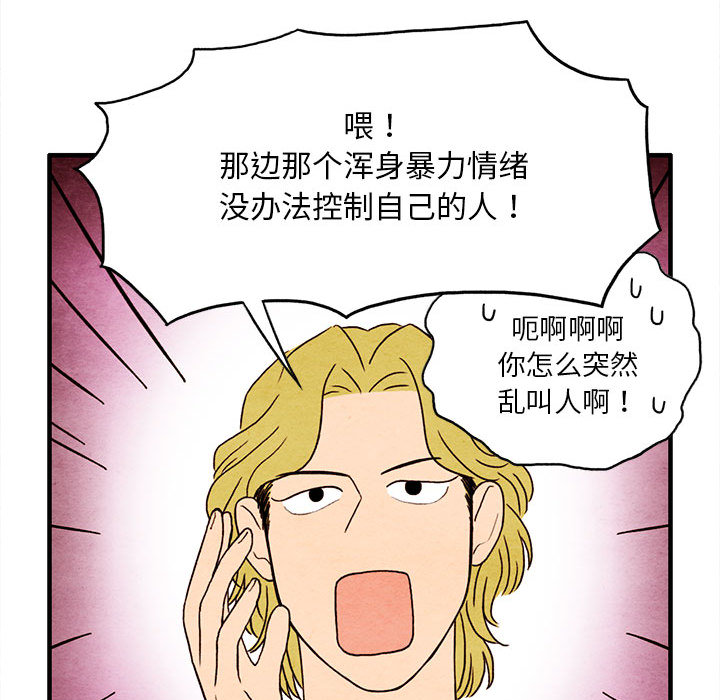 喂！
那边那个浑身暴力情绪
没办法控制自己的人！
呃啊啊啊
你怎么突然
乱叫人啊！